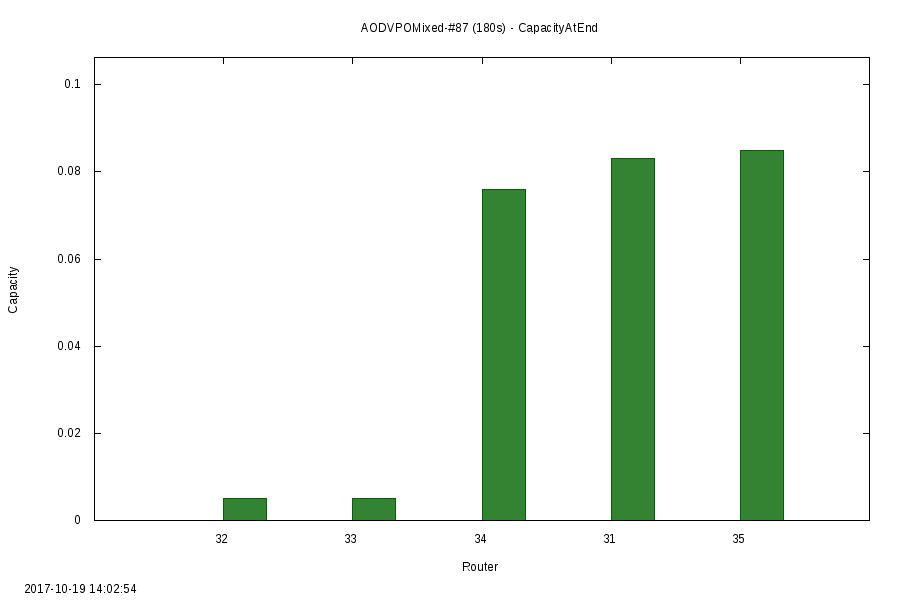 AODVPOMixed-#87 (180s) - CapacityAtEnd
0.1
0.08
0.06
0.04
0.02
0
Capacity
32 33 34 31 35
Router
2017-10-19 14:02:54